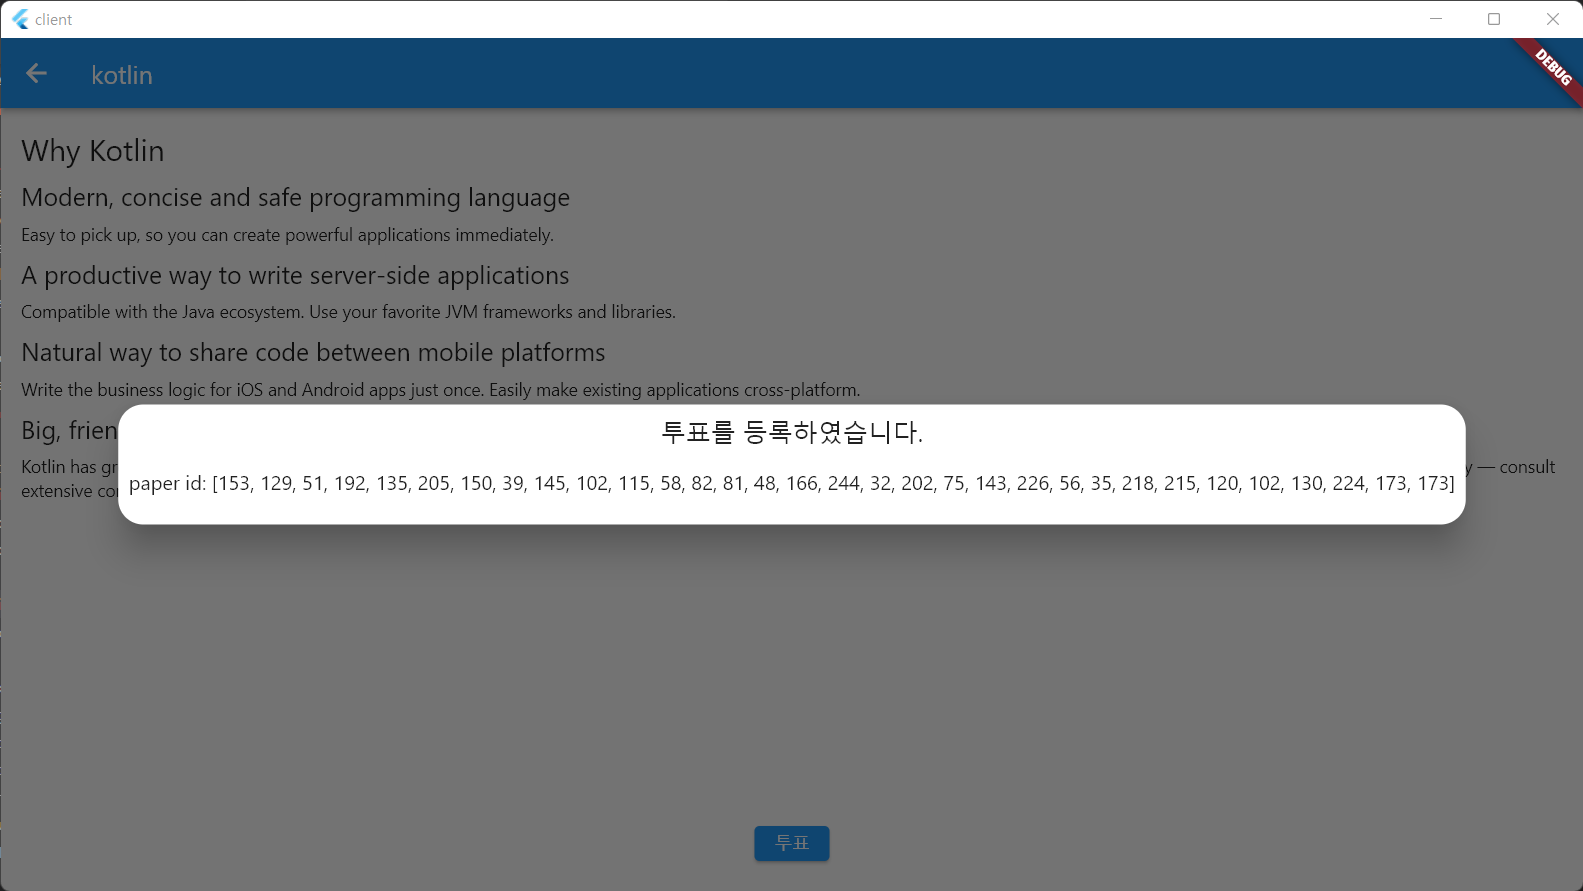 client
kotlin
DEBUG
Why Kotlin
Modern, concise and safe programming language
Easy to pick up, so you can create powerful applications immediately.
A productive way to write server-side applications
Compatible with the Java ecosystem. Use your favorite JVM frameworks and libraries.
Natural way to share code between mobile platforms
Write the business logic for iOS and Android apps just once. Easily make existing applications cross-platform.
Big,
Kotlin has — consult
extensive
투표를 등록하였습니다.
paper id: [153, 129, 51, 192, 135, 205, 150, 39, 145, 102, 115, 58, 82, 81, 48, 166, 244, 32, 202, 75, 143, 226, 56, 35, 218, 215, 120, 102, 130, 224, 173, 173]
투표